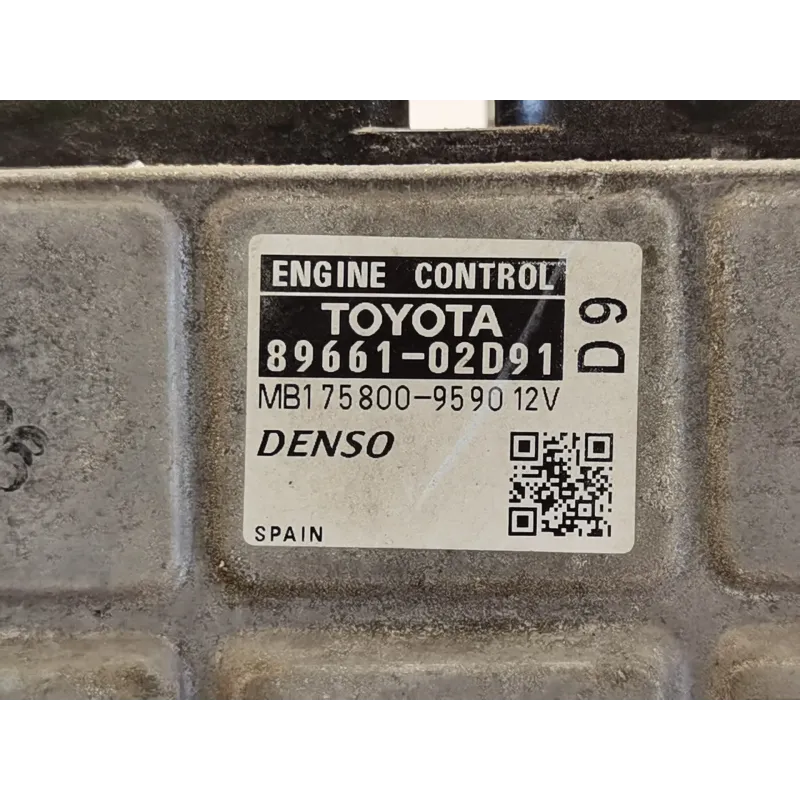 ENGINE CONTROL
TOYOTA
89661-02D91
MB175800-9590 12V
DENSO
SPAIN
D9